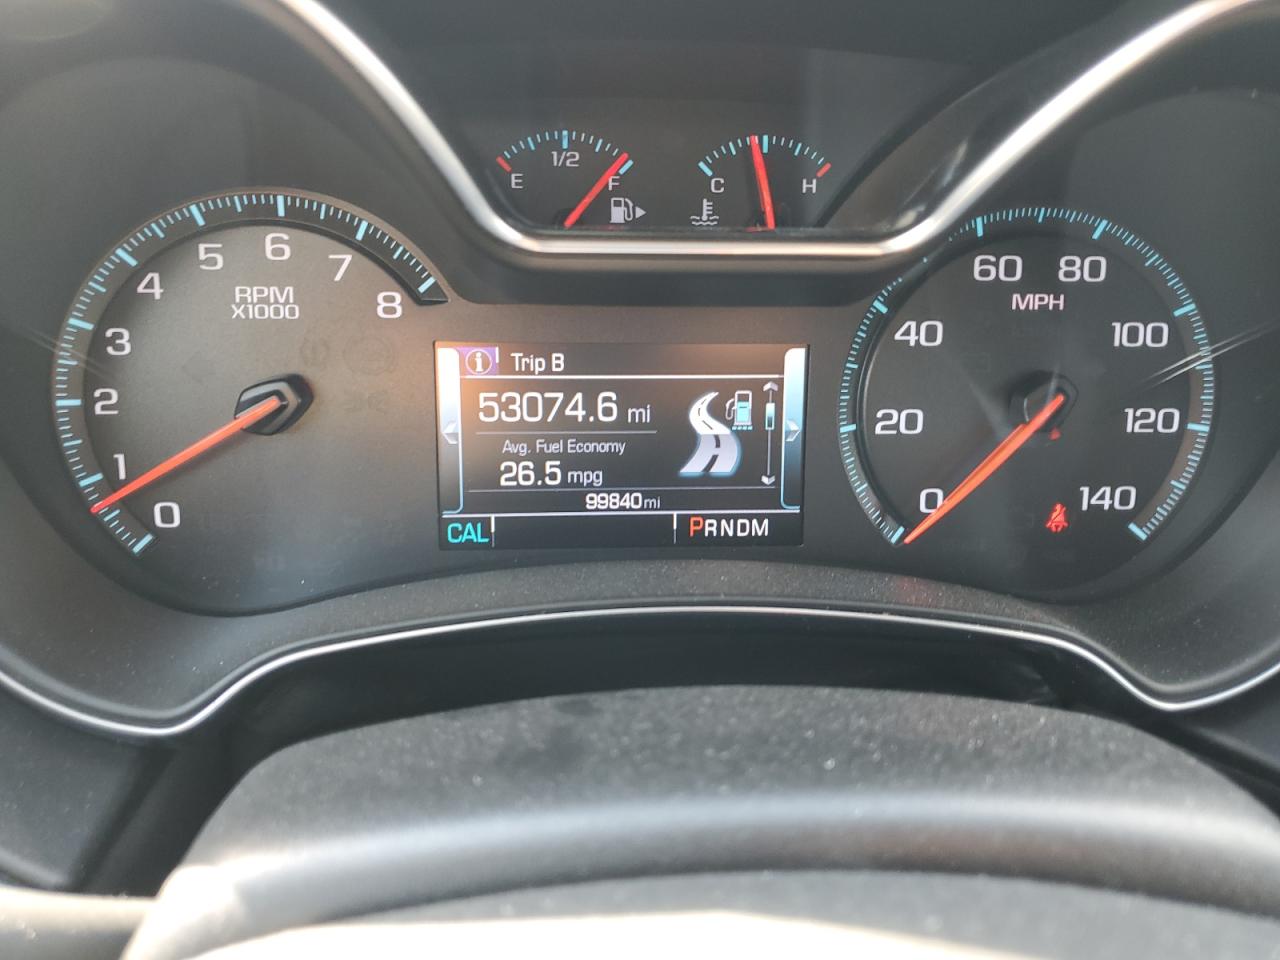 E 1/2 F
C H
0 1 2 3 4 5 6 7 8
RPM
X1000
i Trip B
53074.6 mi
Avg. Fuel Economy
26.5 mpg
99840 mi
CAL PRNDM
0 20 40 60 80 100 120 140
MPH